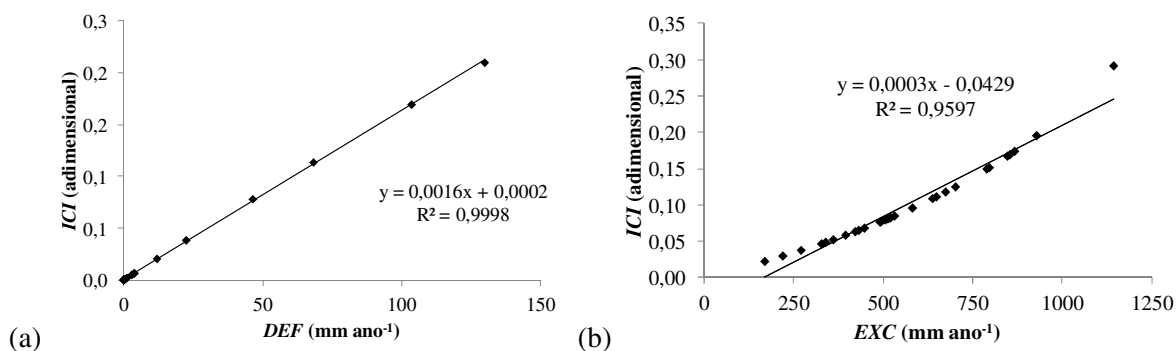 0,3
0,2
0,2
0,1
0,1
0,0
ICI (adimensional)
y = 0,0016x + 0,0002
R² = 0,9998
0 50 100 150
DEF (mm ano⁻¹)
(a)
0,35
0,30
0,25
0,20
0,15
0,10
0,05
0,00
ICI (adimensional)
y = 0,0003x - 0,0429
R² = 0,9597
0 250 500 750 1000 1250
EXC (mm ano⁻¹)
(b)